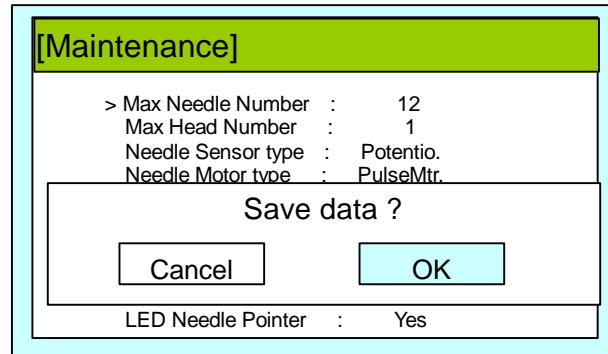 [Maintenance]
> Max Needle Number : 12
Max Head Number : 1
Needle Sensor type : Potentio.
Needle Motor type : PulseMtr.
Save data ?
Cancel OK
LED Needle Pointer : Yes